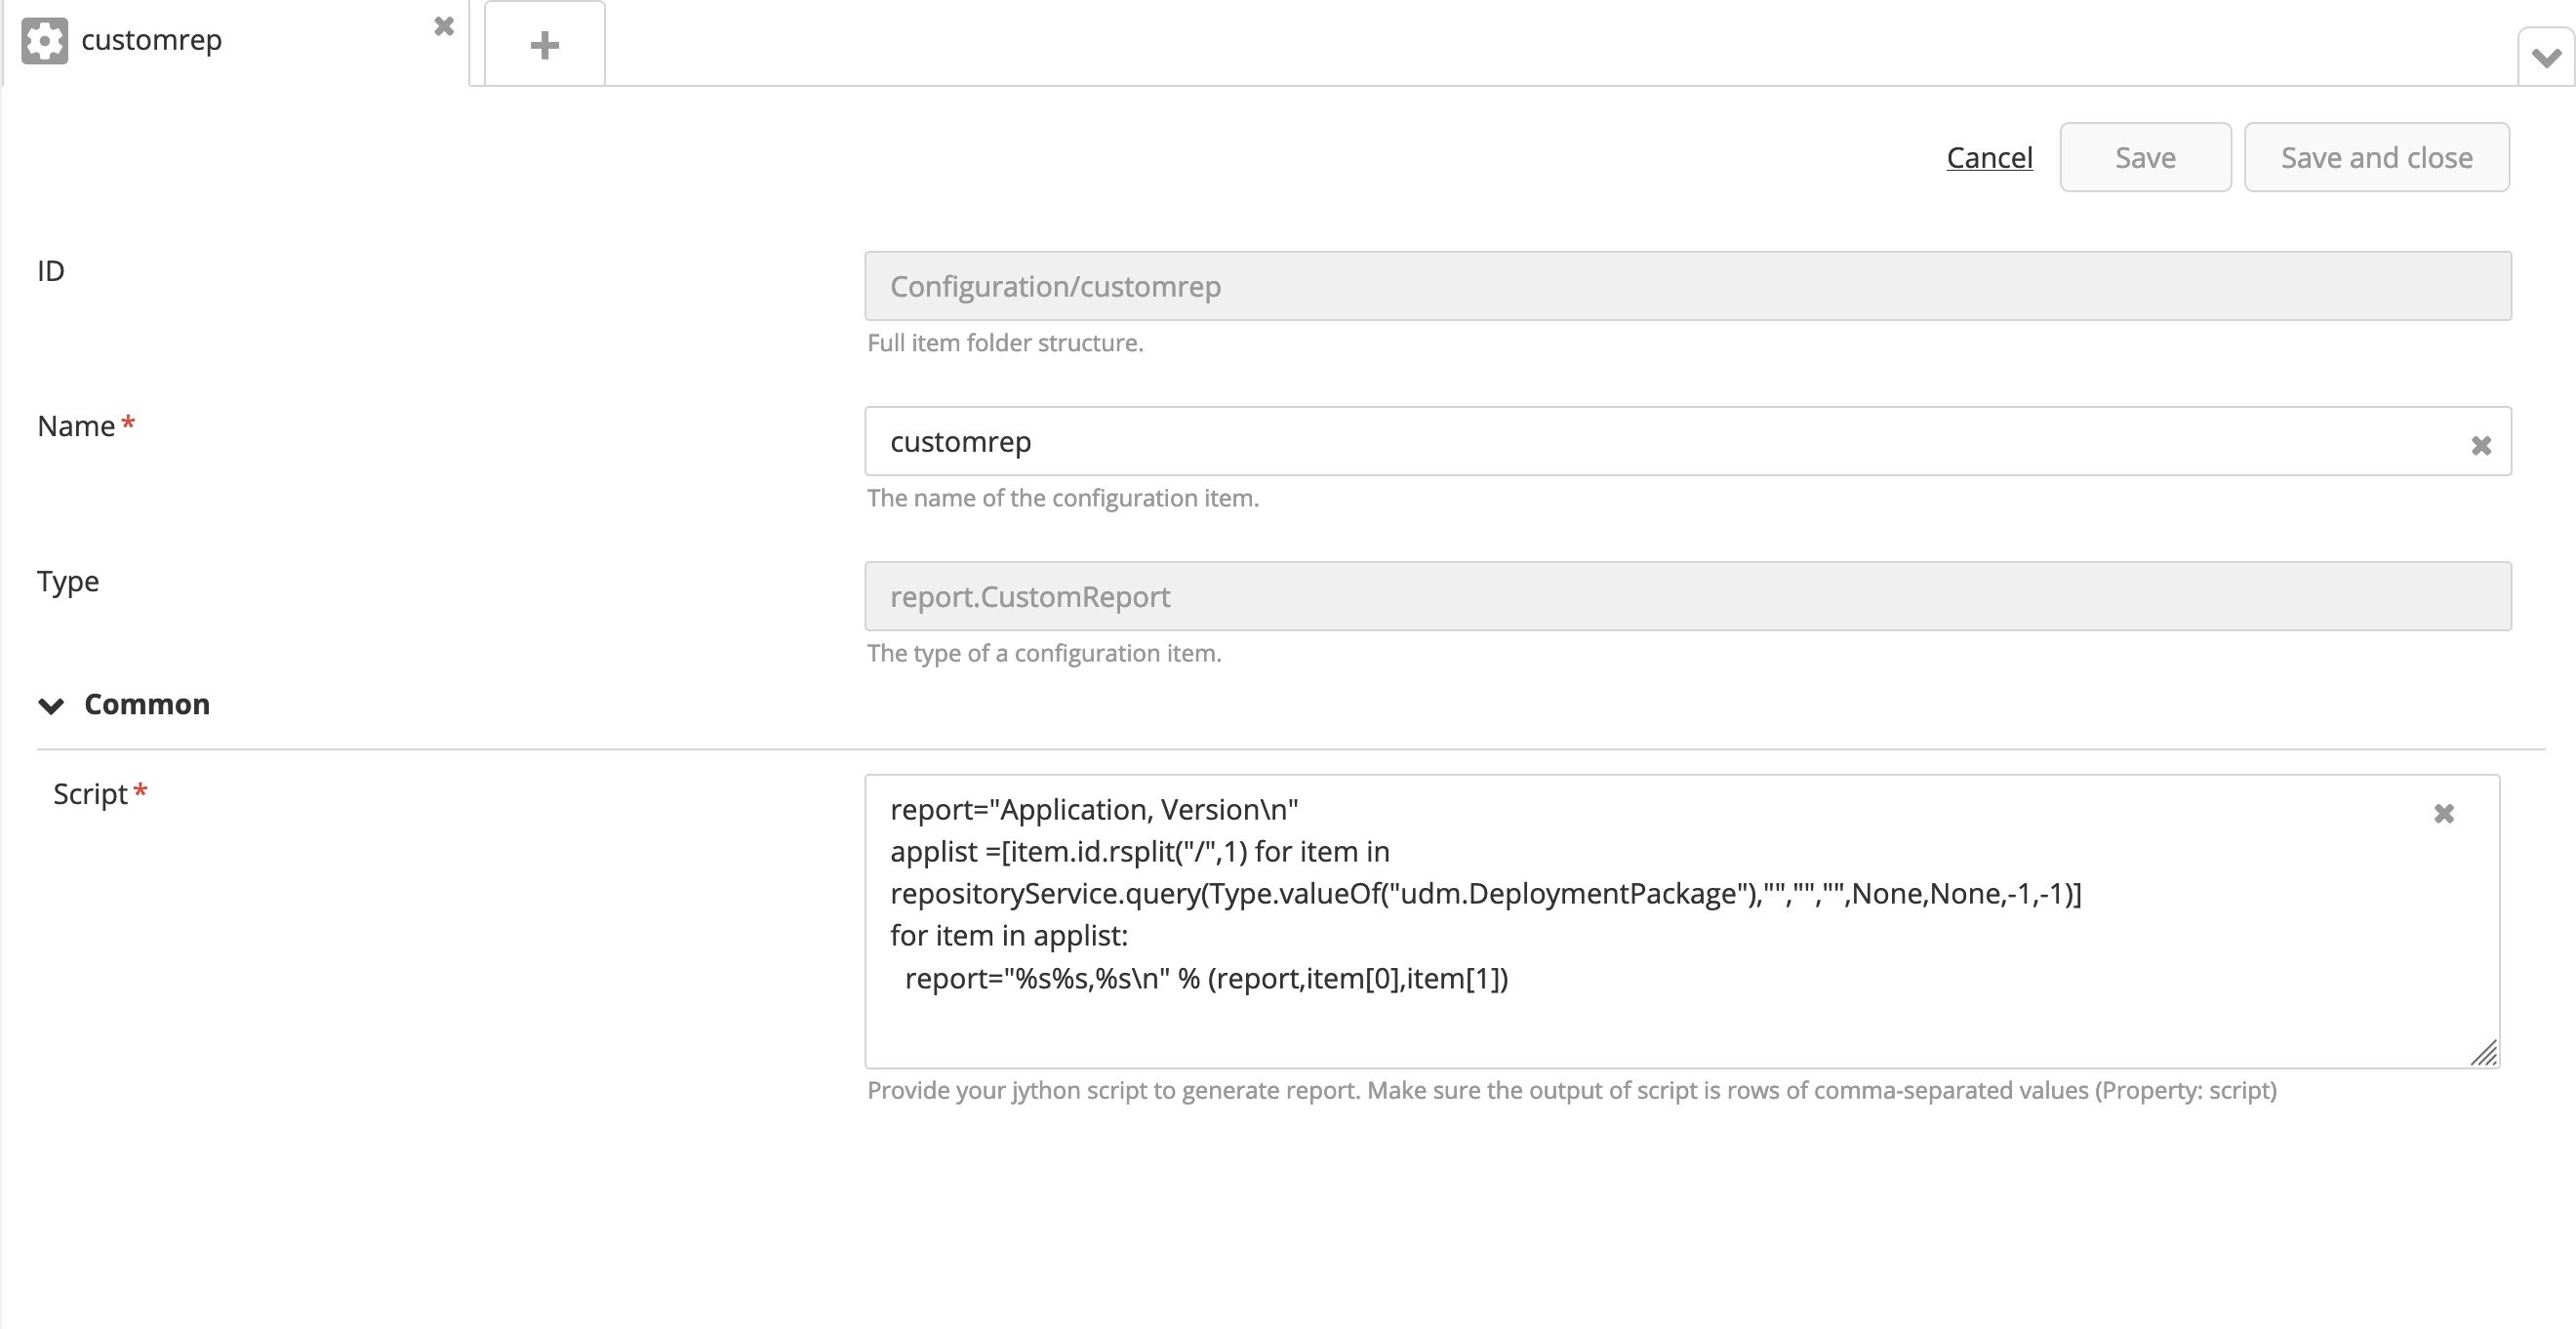 customrep
Cancel
Save
Save and close
ID
Configuration/customrep
Full item folder structure.
Name *
customrep
The name of the configuration item.
Type
report.CustomReport
The type of a configuration item.
Common
Script *
report="Application, Version\n"
applist =[item.id.rsplit("/",1) for item in
repositoryService.query(Type.valueOf("udm.DeploymentPackage"),"","","",None,None,-1,-1)]
for item in applist:
  report="%s%s,%s\n" % (report,item[0],item[1])
Provide your jython script to generate report. Make sure the output of script is rows of comma-separated values (Property: script)